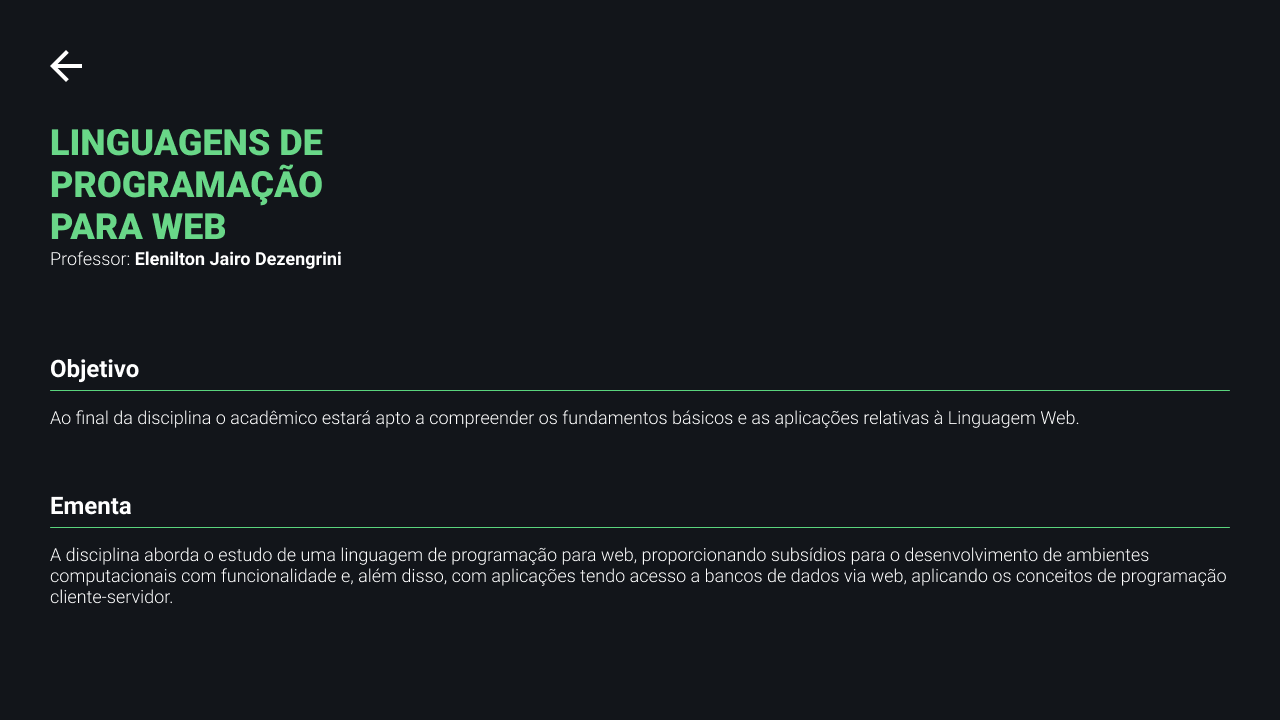 LINGUAGENS DE
PROGRAMAÇÃO
PARA WEB
Professor: Elenilton Jairo Dezengrini
Objetivo
Ao final da disciplina o acadêmico estará apto a compreender os fundamentos básicos e as aplicações relativas à Linguagem Web.
Ementa
A disciplina aborda o estudo de uma linguagem de programação para web, proporcionando subsídios para o desenvolvimento de ambientes
computacionais com funcionalidade e, além disso, com aplicações tendo acesso a bancos de dados via web, aplicando os conceitos de programação
cliente-servidor.